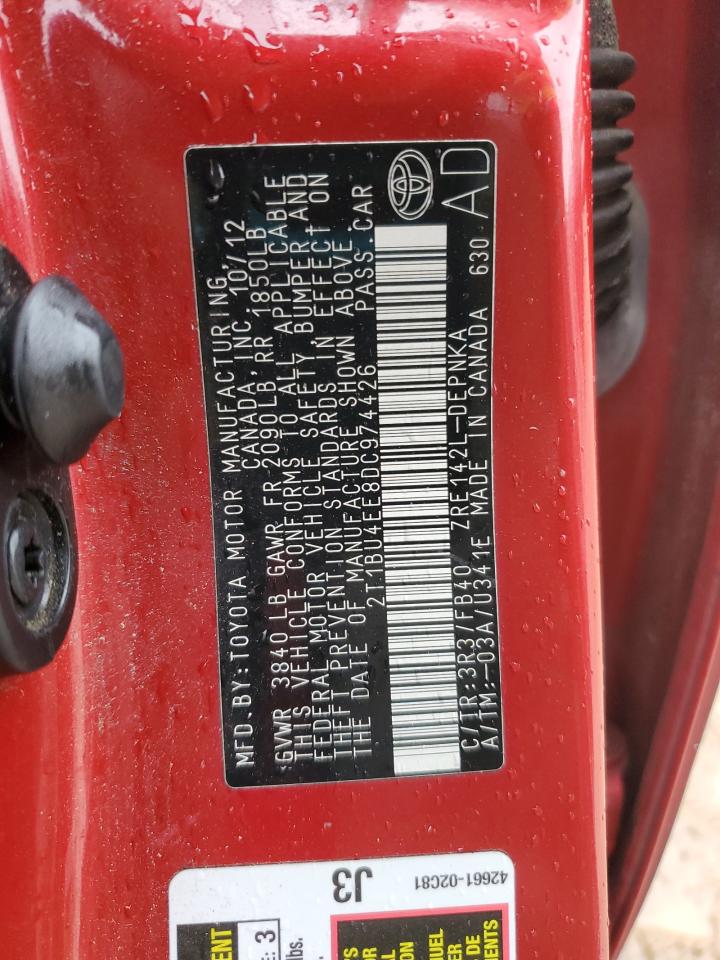 MFD.BY:TOYOTA MOTOR MANUFACTURING
CANADA, INC. 10/12
GVWR 3840 LB GAWR FR 2090LB, RR 1850LB
THIS VEHICLE CONFORMS TO ALL APPLICABLE
FEDERAL MOTOR VEHICLE SAFETY, BUMPER AND
THEFT PREVENTION STANDARDS IN EFFECT ON
THE DATE OF MANUFACTURE SHOWN ABOVE.
2T1BU4EE8DC974426 PASS. CAR
C/TR:3R3/FB40 ZRE142L-DEPNKA
A/TM:-03A/U341E MADE IN CANADA 630
AD
J3
42661-02C81
E: 3
lbs.